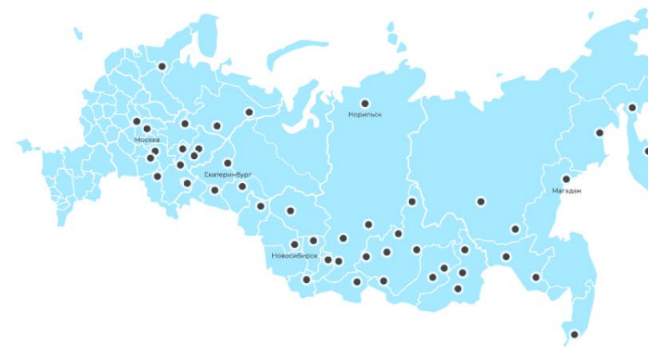 Норильск
Москва
Екатеринбург
Магадан
Новосибирск